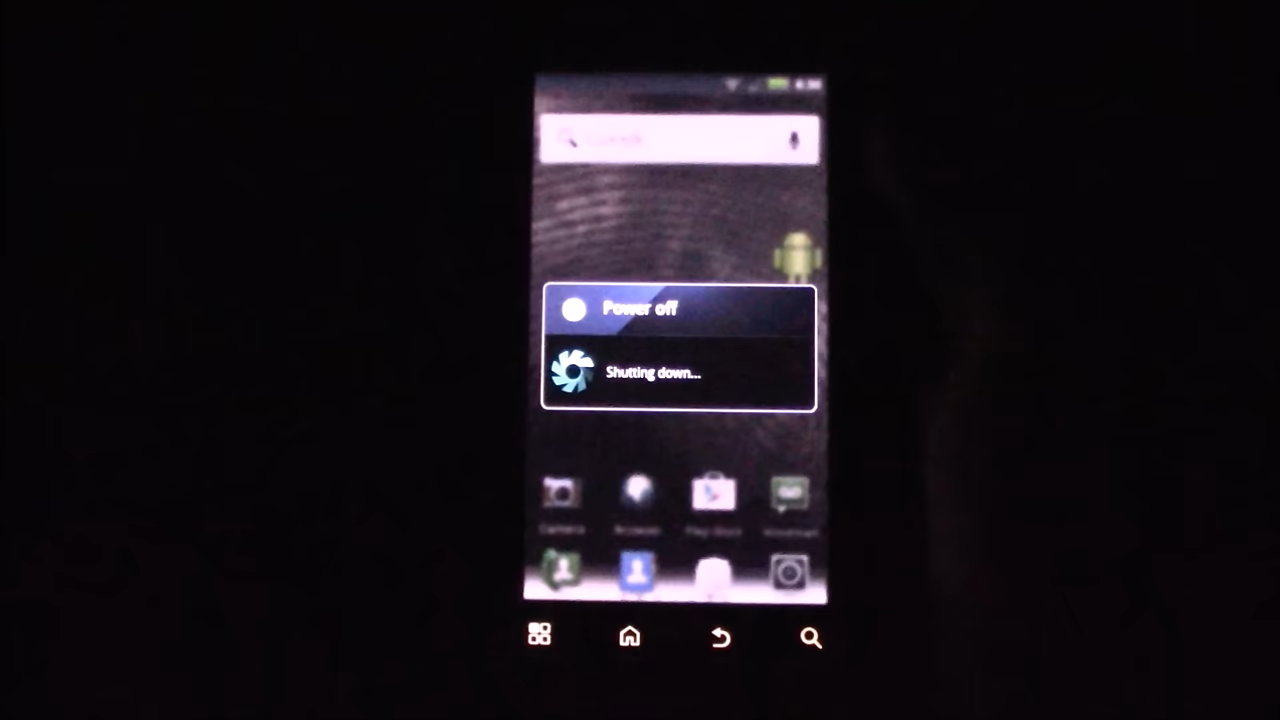 Power off
Shutting down...
Camera
Browser
Play Store
Voicemail